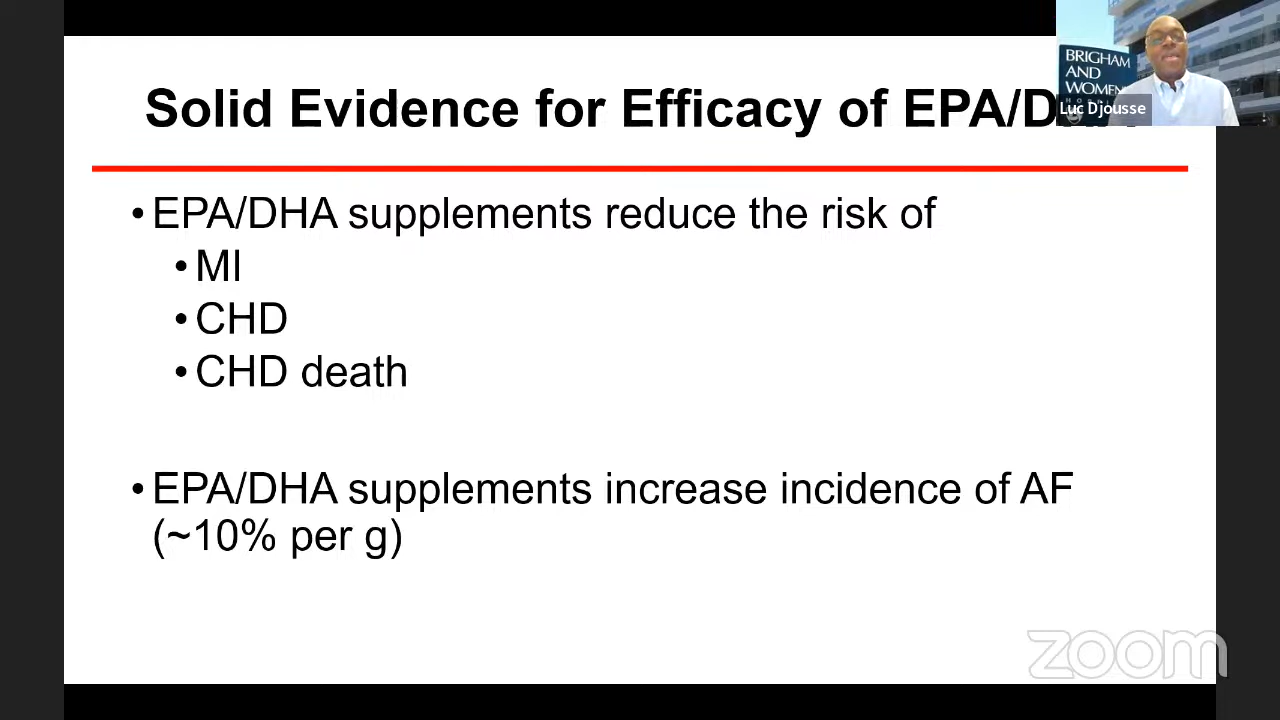 Solid Evidence for Efficacy of EPA/D
• EPA/DHA supplements reduce the risk of
• MI
• CHD
• CHD death
• EPA/DHA supplements increase incidence of AF
(~10% per g)
BRIGHAM
AND
WOMEN'S
Luc Djousse
zoom